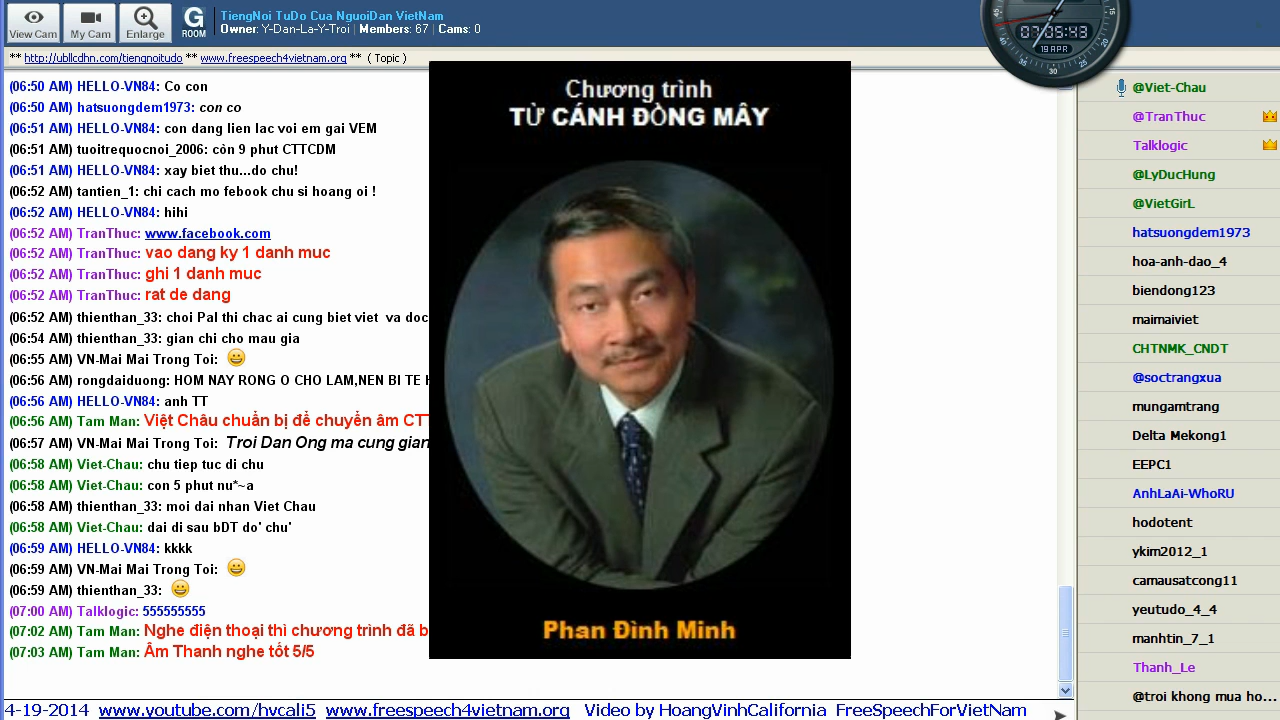 View Cam
My Cam
Enlarge
G
ROOM
TiengNoi TuDo Cua NguoiDan VietNam
Owner: Y-Dan-La-Y-Troi | Members: 67 | Cams: 0
** http://ubllcdhn.com/tiengnoitudo ** www.freespeech4vietnam.org ** ( Topic )
(06:50 AM) HELLO-VN84: Co con
(06:50 AM) hatsuongdem1973: con co
(06:51 AM) HELLO-VN84: con dang lien lac voi em gai VEM
(06:51 AM) tuoitrequocnoi_2006: côn 9 phut CTTCDM
(06:51 AM) HELLO-VN84: xay biet thu...do chu!
(06:52 AM) tantien_1: chi cach mo febook chu si hoang oi !
(06:52 AM) HELLO-VN84: hihi
(06:52 AM) TranThuc: www.facebook.com
(06:52 AM) TranThuc: vao dang ky 1 danh muc
(06:52 AM) TranThuc: ghi 1 danh muc
(06:52 AM) TranThuc: rat de dang
(06:52 AM) thienthan_33: choi Pal thi chac ai cung biet viet va doc
(06:54 AM) thienthan_33: gian chi cho mau gia
(06:55 AM) VN-Mai Mai Trong Toi:
(06:56 AM) rongdaiduong: HOM NAY RONG O CHO LAM,NEN BI TE
(06:56 AM) HELLO-VN84: anh TT
(06:56 AM) Tam Man: Việt Châu chuẩn bị để chuyển âm CTT
(06:57 AM) VN-Mai Mai Trong Toi: Troi Dan Ong ma cung gian
(06:58 AM) Viet-Chau: chu tiep tuc di chu
(06:58 AM) Viet-Chau: con 5 phut nu*~a
(06:58 AM) thienthan_33: moi dai nhan Viet Chau
(06:58 AM) Viet-Chau: dai di sau bDT do' chu'
(06:59 AM) HELLO-VN84: kkkk
(06:59 AM) VN-Mai Mai Trong Toi:
(06:59 AM) thienthan_33:
(07:00 AM) Talklogic: 555555555
(07:02 AM) Tam Man: Nghe điện thoại thì chương trình đã b
(07:03 AM) Tam Man: Âm Thanh nghe tốt 5/5
Chương trình
TỪ CÁNH ĐỒNG MÂY
Phan Đình Minh
07:05:43
19 APR
@Viet-Chau
@TranThuc
Talklogic
@LyDucHung
@VietGirL
hatsuongdem1973
hoa-anh-dao_4
biendong123
maimaiviet
CHTNMK_CNDT
@soctrangxua
mungamtrang
Delta Mekong1
EEPC1
AnhLaAi-WhoRU
hodotent
ykim2012_1
camausatcong11
yeutudo_4_4
manhtin_7_1
Thanh_Le
@troi khong mua ho...
4-19-2014 www.youtube.com/hvcali5 www.freespeech4vietnam.org Video by HoangVinhCalifornia FreeSpeechForVietNam